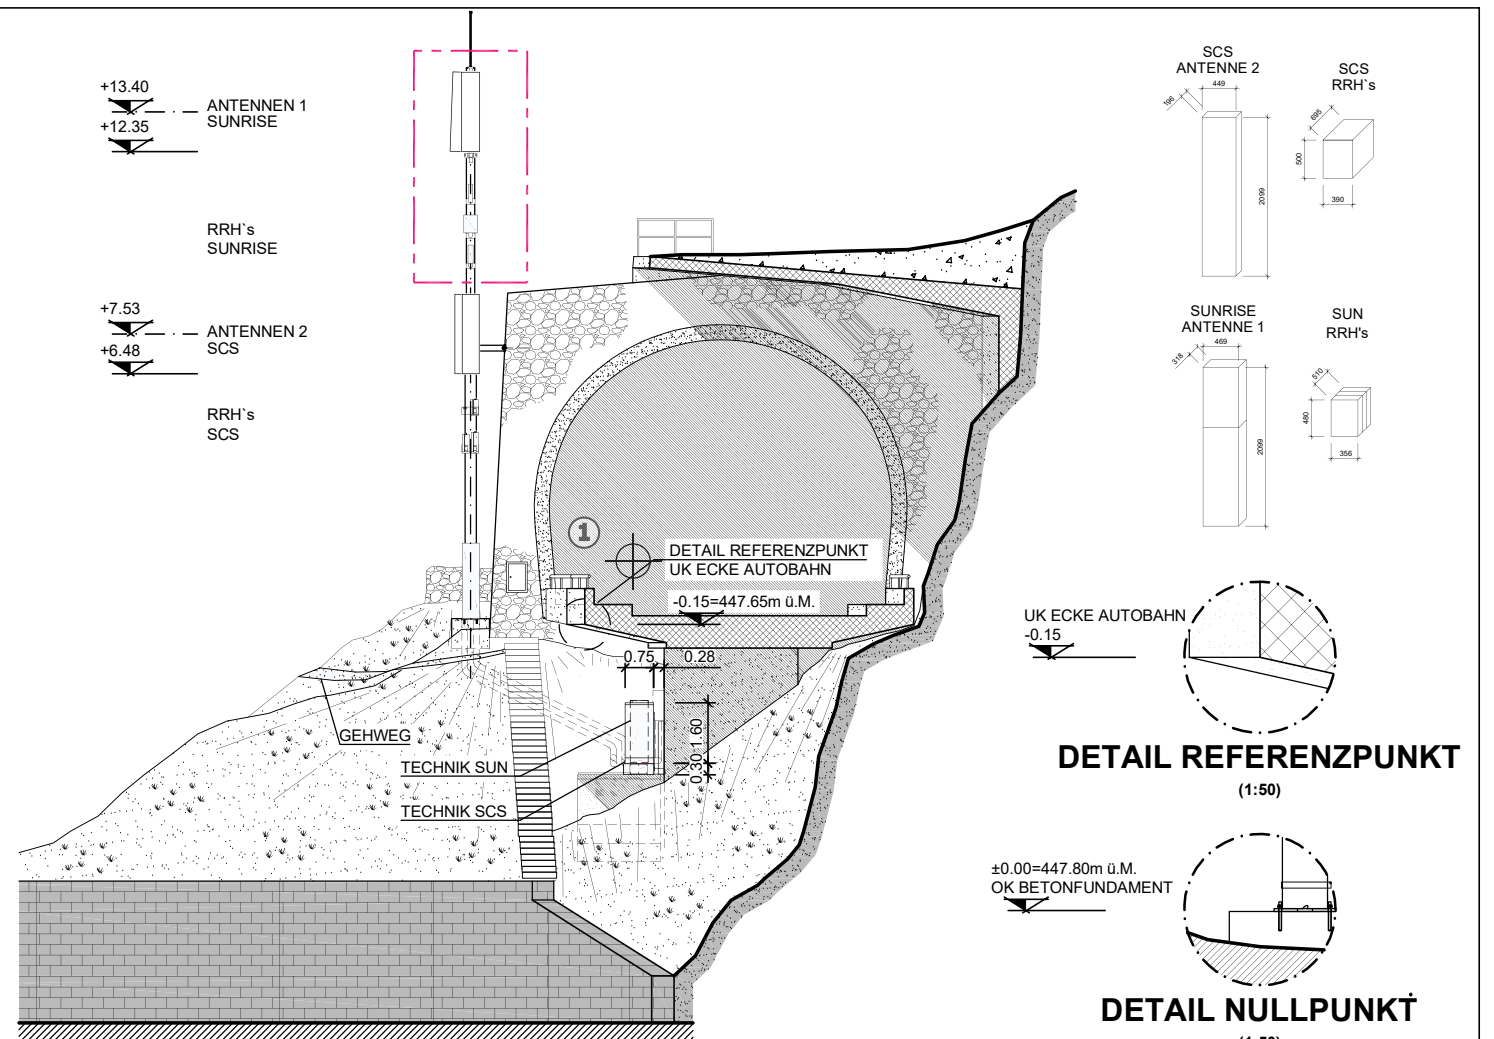 +13.40
ANTENNEN 1
SUNRISE
+12.35
RRH`s
SUNRISE
+7.53
ANTENNEN 2
SCS
+6.48
RRH`s
SCS
SCS
ANTENNE 2
449
196
2099
SCS
RRH`s
695
500
390
SUNRISE
ANTENNE 1
469
318
2099
SUN
RRH's
510
480
356
1
DETAIL REFERENZPUNKT
UK ECKE AUTOBAHN
-0.15=447.65m ü.M.
0.75
0.28
1.60
0.30
GEHWEG
TECHNIK SUN
TECHNIK SCS
UK ECKE AUTOBAHN
-0.15
DETAIL REFERENZPUNKT
(1:50)
±0.00=447.80m ü.M.
OK BETONFUNDAMENT
DETAIL NULLPUNKT
(1:50)